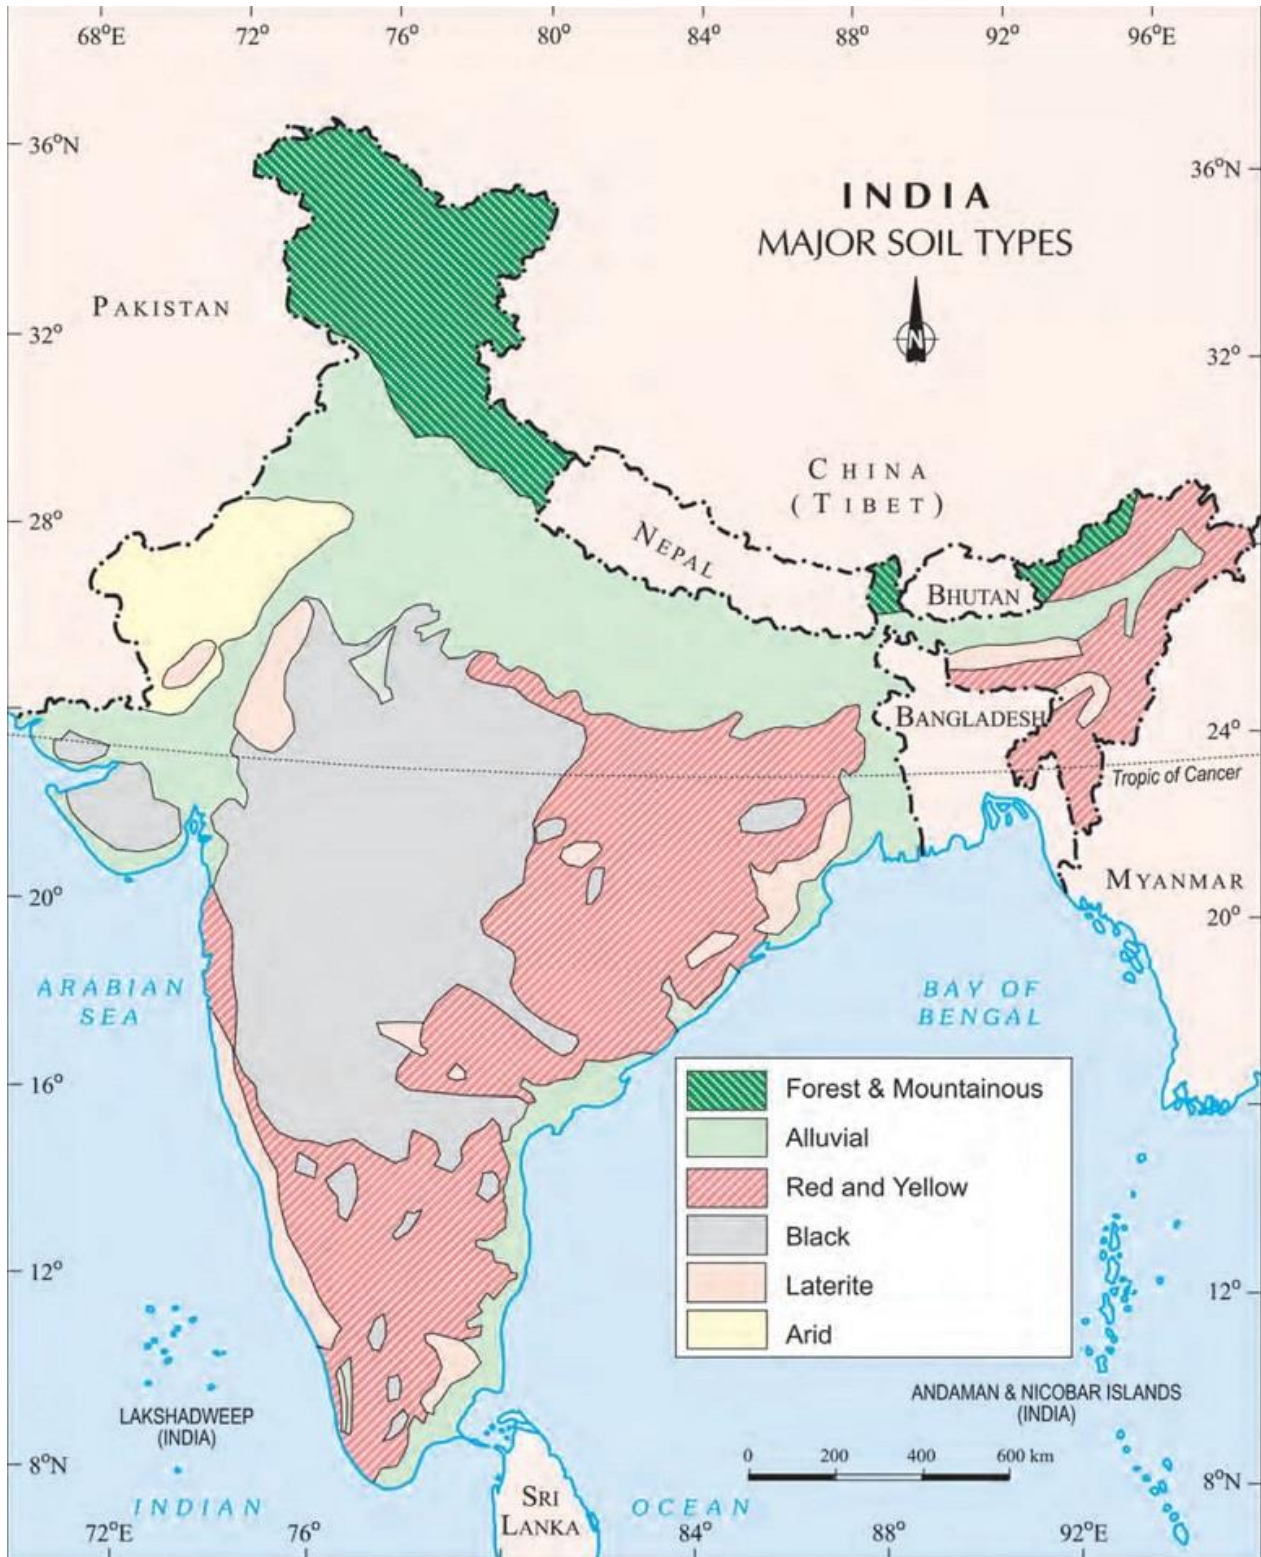 68°E 72° 76° 80° 84° 88° 92° 96°E
36°N
36°N
INDIA
MAJOR SOIL TYPES
N
PAKISTAN
32°
32°
CHINA
(TIBET)
NEPAL
28°
28°
BHUTAN
BANGLADESH
24°
Tropic of Cancer
MYANMAR
20°
20°
ARABIAN
SEA
BAY OF
BENGAL
16°
Forest & Mountainous
Alluvial
Red and Yellow
Black
Laterite
Arid
12°
12°
LAKSHADWEEP
(INDIA)
ANDAMAN & NICOBAR ISLANDS
(INDIA)
0 200 400 600 km
8°N
8°N
SRI
LANKA
INDIAN OCEAN
72°E 76° 84° 88° 92°E